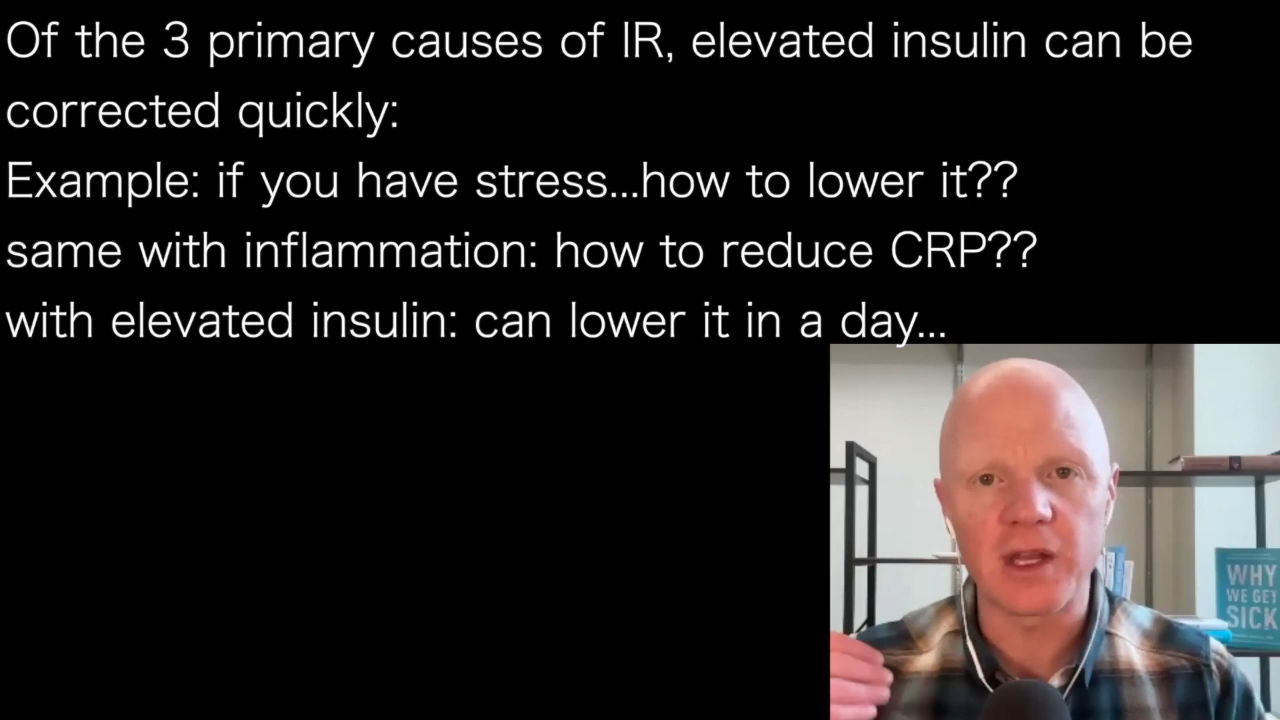 Of the 3 primary causes of IR, elevated insulin can be
corrected quickly:
Example: if you have stress...how to lower it??
same with inflammation: how to reduce CRP??
with elevated insulin: can lower it in a day...
WHY
WE GET
SICK